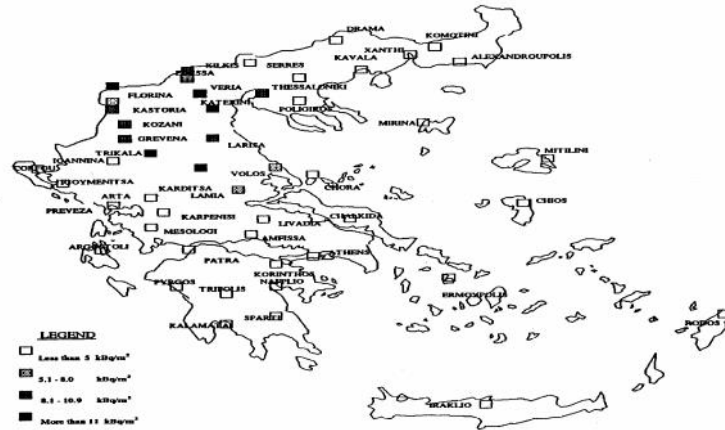 DRAMA
KOMOTINI
XANTHI
KILKIS
SERRES
KAVALA
ALEXANDROUPOLIS
EDESSA
VERIA
THESSALONIKI
FLORINA
KATERINI
KASTORIA
POLIGIROS
KOZANI
MIRINA
GREVENA
LARISA
TRIKALA
IOANNINA
MITILINI
VOLOS
CHORA
KARDITSA
ARTA
LAMIA
CHIOS
PREVEZA
KARPENISI
CHALKIDA
LIVADIA
MESOLOGI
AMFISSA
ARGOSTOLI
PATRA
ATHENS
KORINTHOS
PYRGOS
NAFPLIO
TRIPOLIS
ERMOYPOLIS
SPARTI
KALAMATA
RODOS
LEGEND
Less than 5 kBq/m²
5.1 - 8.0 kBq/m²
8.1 - 10.9 kBq/m²
More than 11 kBq/m²
IRAKLIO